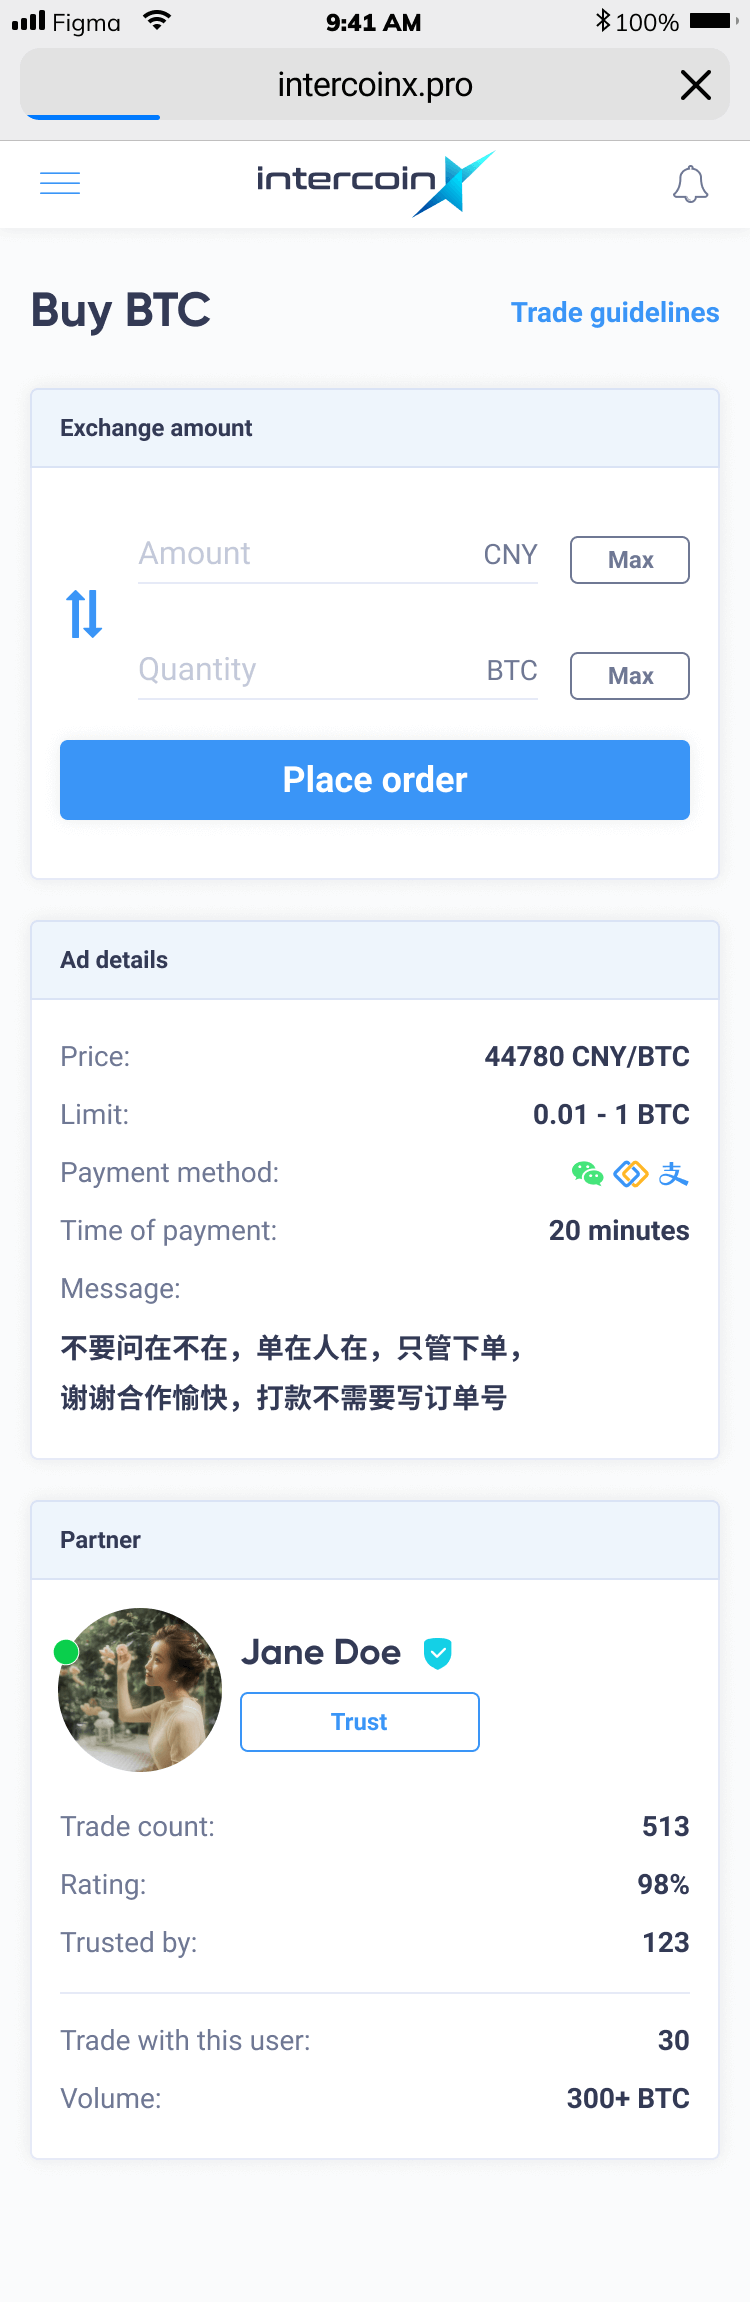 Figma 9:41 AM 100%
intercoinx.pro
intercoin
Buy BTC Trade guidelines
Exchange amount
Amount CNY Max
Quantity BTC Max
Place order
Ad details
Price: 44780 CNY/BTC
Limit: 0.01 - 1 BTC
Payment method: 支
Time of payment: 20 minutes
Message:
不要问在不在，单在人在，只管下单，
谢谢合作愉快，打款不需要写订单号
Partner
Jane Doe
Trust
Trade count: 513
Rating: 98%
Trusted by: 123
Trade with this user: 30
Volume: 300+ BTC